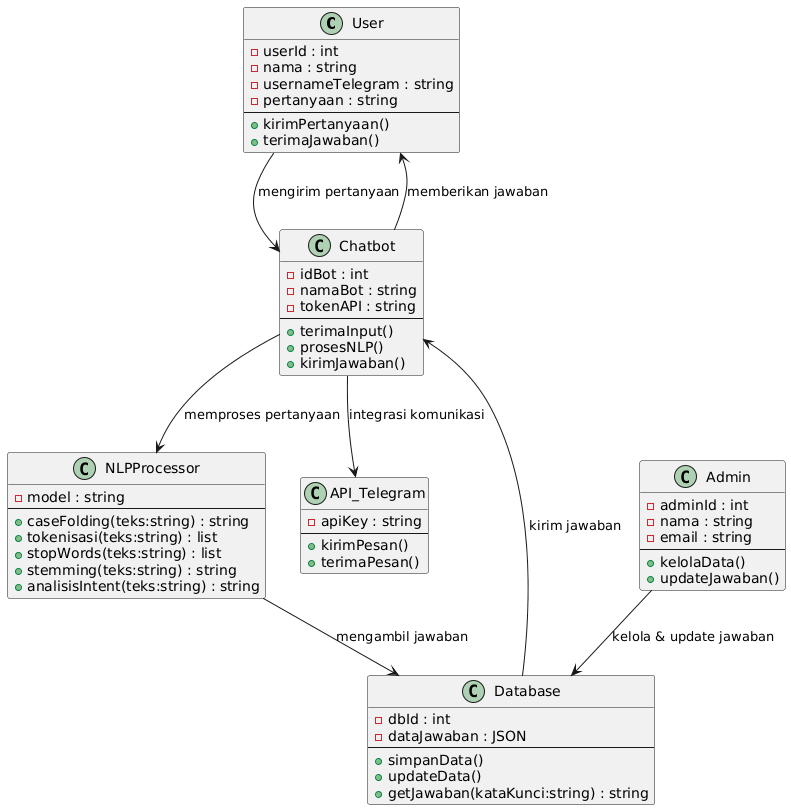 C User
userId : int
nama : string
usernameTelegram : string
pertanyaan : string
kirimPertanyaan()
terimaJawaban()
mengirim pertanyaan
memberikan jawaban
C Chatbot
idBot : int
namaBot : string
tokenAPI : string
terimaInput()
prosesNLP()
kirimJawaban()
memproses pertanyaan
integrasi komunikasi
C NLPProcessor
model : string
caseFolding(teks:string) : string
tokenisasi(teks:string) : list
stopWords(teks:string) : list
stemming(teks:string) : string
analisisIntent(teks:string) : string
C API_Telegram
apiKey : string
kirimPesan()
terimaPesan()
kirim jawaban
C Admin
adminId : int
nama : string
email : string
kelolaData()
updateJawaban()
mengambil jawaban
kelola & update jawaban
C Database
dbId : int
dataJawaban : JSON
simpanData()
updateData()
getJawaban(kataKunci:string) : string